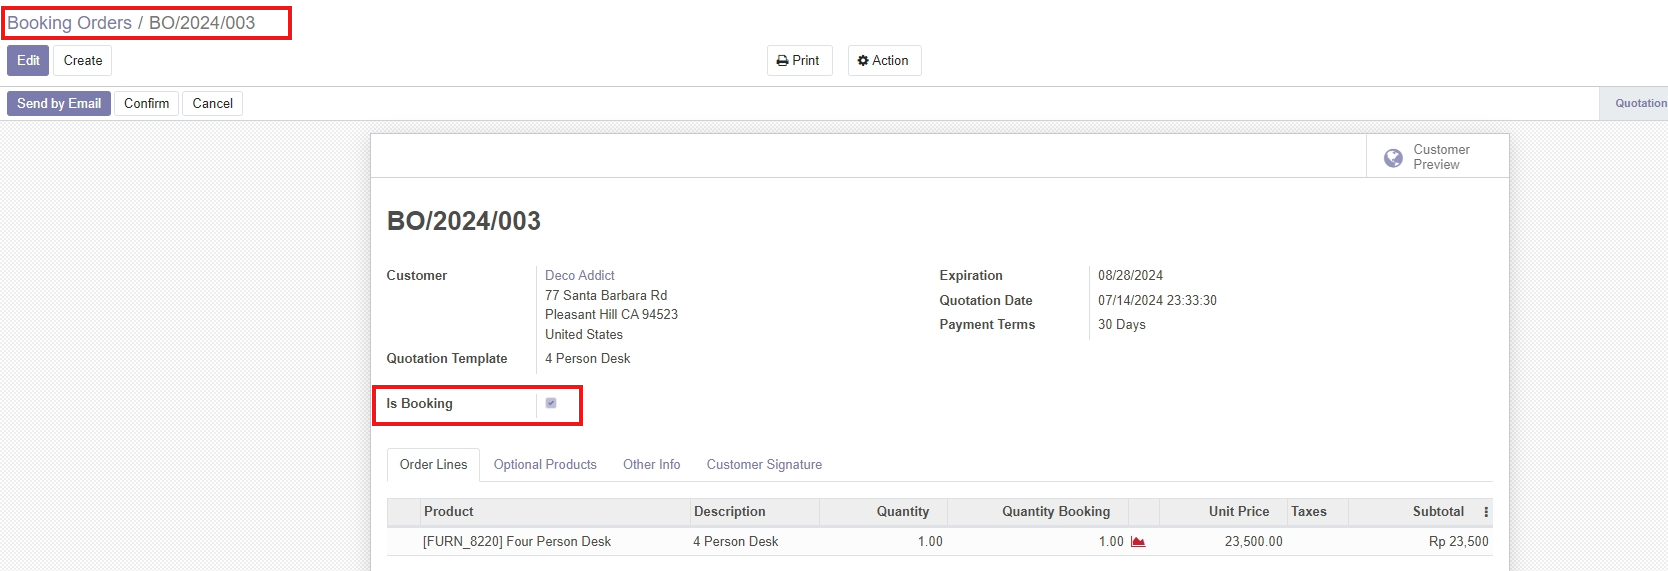 Booking Orders / BO/2024/003
Edit Create Print Action
Send by Email Confirm Cancel Quotation
Customer
Preview
BO/2024/003
Customer Deco Addict Expiration 08/28/2024
77 Santa Barbara Rd
Pleasant Hill CA 94523 Quotation Date 07/14/2024 23:33:30
United States Payment Terms 30 Days
Quotation Template 4 Person Desk
Is Booking
Order Lines Optional Products Other Info Customer Signature
Product Description Quantity Quantity Booking Unit Price Taxes Subtotal
[FURN_8220] Four Person Desk 4 Person Desk 1.00 1.00 23,500.00 Rp 23,500